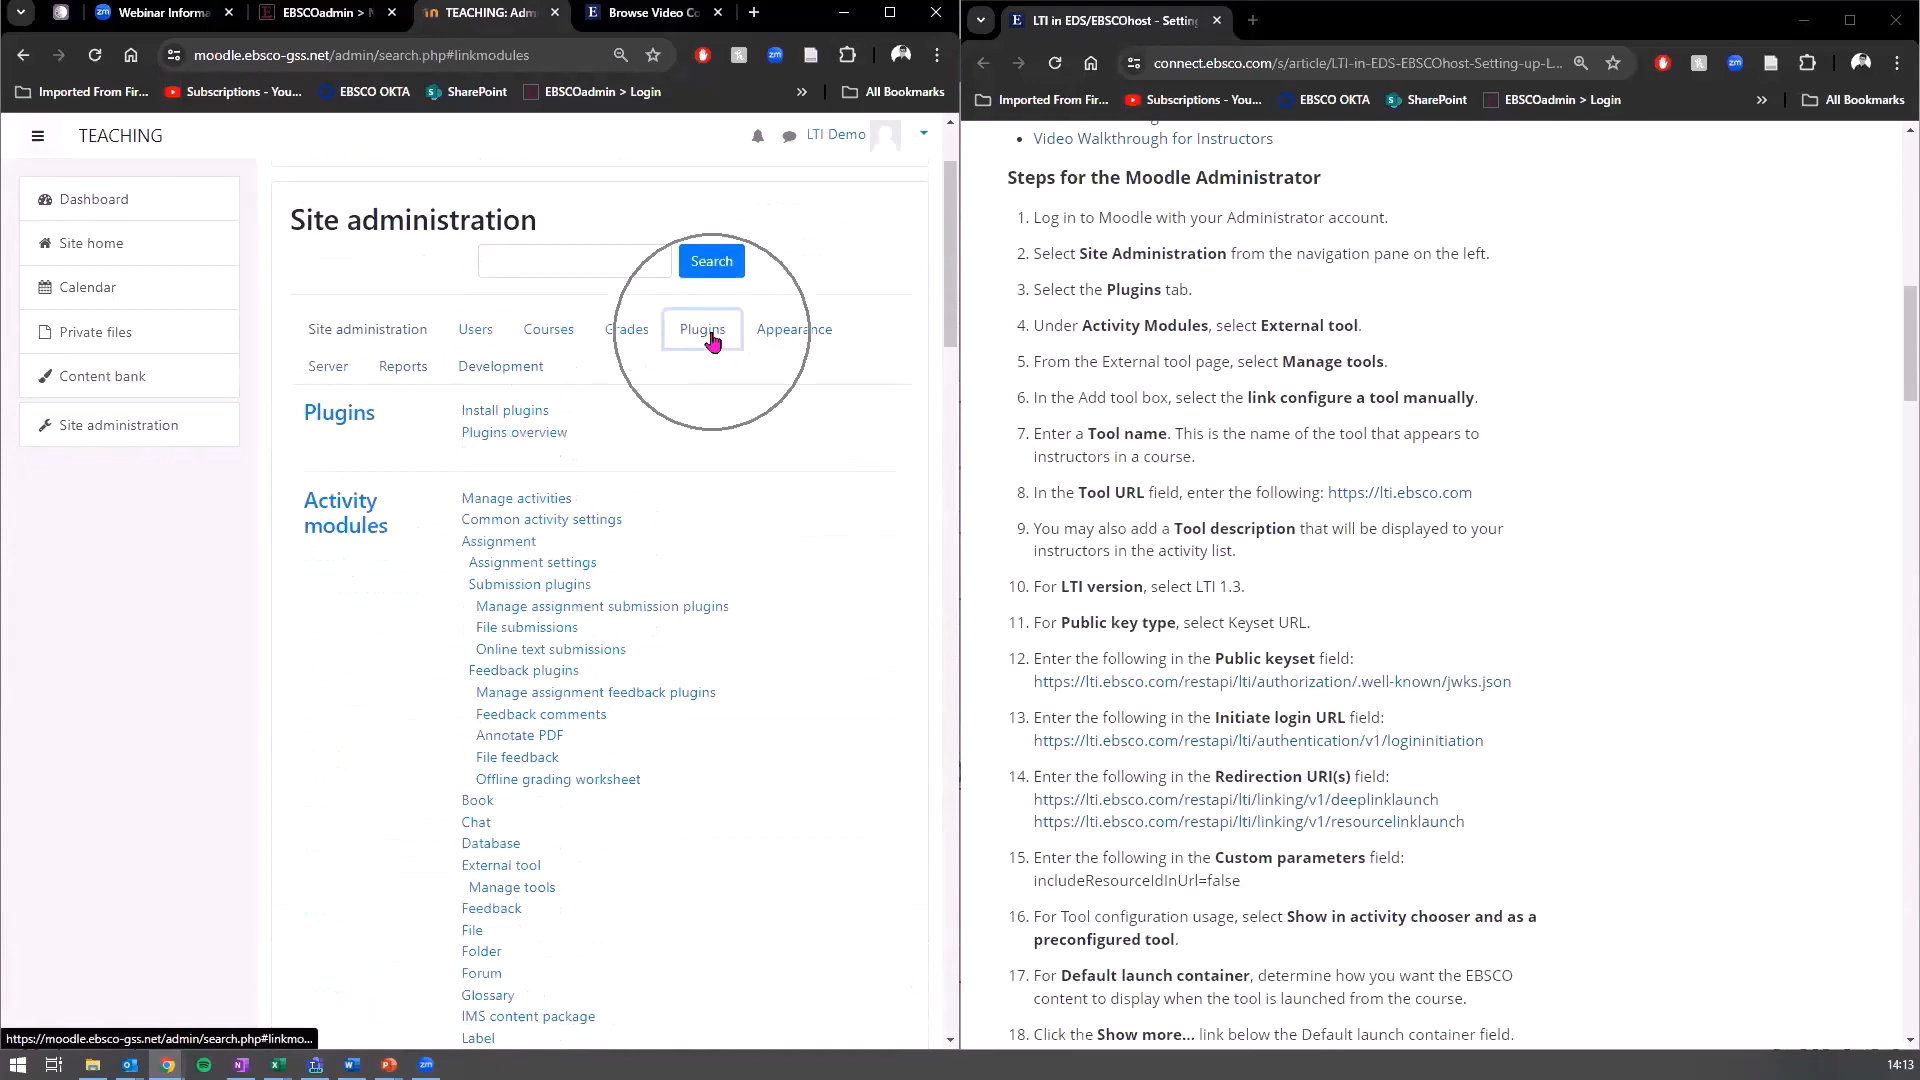 Webinar Informa
EBSCOadmin > M
TEACHING: Adm
Browse Video Co
moodle.ebsco-gss.net/admin/search.php#linkmodules
Imported From Fir...
Subscriptions - You...
EBSCO OKTA
SharePoint
EBSCOadmin > Login
»
All Bookmarks
TEACHING
LTI Demo
Dashboard
Site home
Calendar
Private files
Content bank
Site administration
Site administration
Search
Site administration Users Courses Grades Plugins Appearance
Server Reports Development
Plugins
Install plugins
Plugins overview
Activity
modules
Manage activities
Common activity settings
Assignment
Assignment settings
Submission plugins
Manage assignment submission plugins
File submissions
Online text submissions
Feedback plugins
Manage assignment feedback plugins
Feedback comments
Annotate PDF
File feedback
Offline grading worksheet
Book
Chat
Database
External tool
Manage tools
Feedback
File
Folder
Forum
Glossary
IMS content package
Label
https://moodle.ebsco-gss.net/admin/search.php#linkmo...
LTI in EDS/EBSCOhost - Setting
connect.ebsco.com/s/article/LTI-in-EDS-EBSCOhost-Setting-up-L...
Imported From Fir...
Subscriptions - You...
EBSCO OKTA
SharePoint
EBSCOadmin > Login
»
All Bookmarks
• Video Walkthrough for Instructors
Steps for the Moodle Administrator
1. Log in to Moodle with your Administrator account.
2. Select Site Administration from the navigation pane on the left.
3. Select the Plugins tab.
4. Under Activity Modules, select External tool.
5. From the External tool page, select Manage tools.
6. In the Add tool box, select the link configure a tool manually.
7. Enter a Tool name. This is the name of the tool that appears to
instructors in a course.
8. In the Tool URL field, enter the following: https://lti.ebsco.com
9. You may also add a Tool description that will be displayed to your
instructors in the activity list.
10. For LTI version, select LTI 1.3.
11. For Public key type, select Keyset URL.
12. Enter the following in the Public keyset field:
https://lti.ebsco.com/restapi/lti/authorization/.well-known/jwks.json
13. Enter the following in the Initiate login URL field:
https://lti.ebsco.com/restapi/lti/authentication/v1/logininitiation
14. Enter the following in the Redirection URI(s) field:
https://lti.ebsco.com/restapi/lti/linking/v1/deeplinklaunch
https://lti.ebsco.com/restapi/lti/linking/v1/resourcelinklaunch
15. Enter the following in the Custom parameters field:
includeResourceIdInUrl=false
16. For Tool configuration usage, select Show in activity chooser and as a
preconfigured tool.
17. For Default launch container, determine how you want the EBSCO
content to display when the tool is launched from the course.
18. Click the Show more... link below the Default launch container field.
14:13